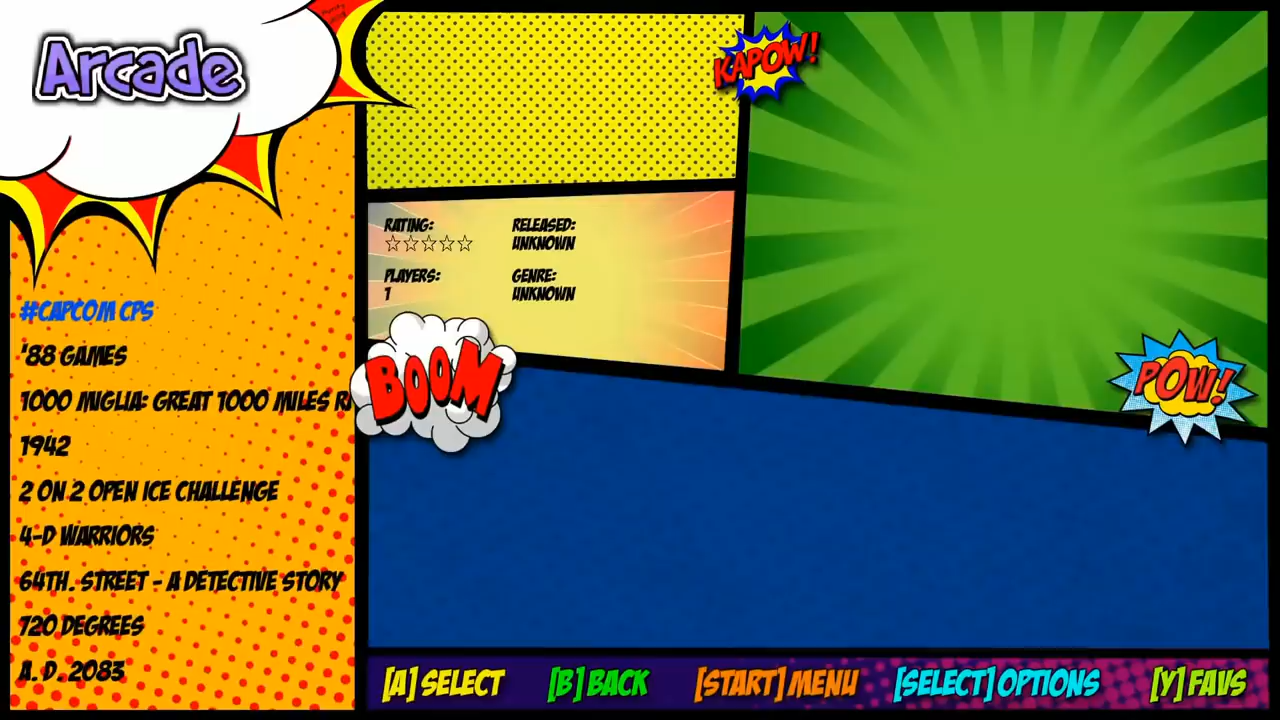 Arcade
KAPOW!
RATING:
☆☆☆☆☆
RELEASED:
UNKNOWN
PLAYERS:
1
GENRE:
UNKNOWN
#CAPCOM CPS
'88 GAMES
1000 MIGLIA: GREAT 1000 MILES R
1942
2 ON 2 OPEN ICE CHALLENGE
4-D WARRIORS
64TH. STREET - A DETECTIVE STORY
720 DEGREES
A. D. 2083
BOOM
POW!
[A] SELECT
[B] BACK
[START] MENU
[SELECT] OPTIONS
[Y] FAVS